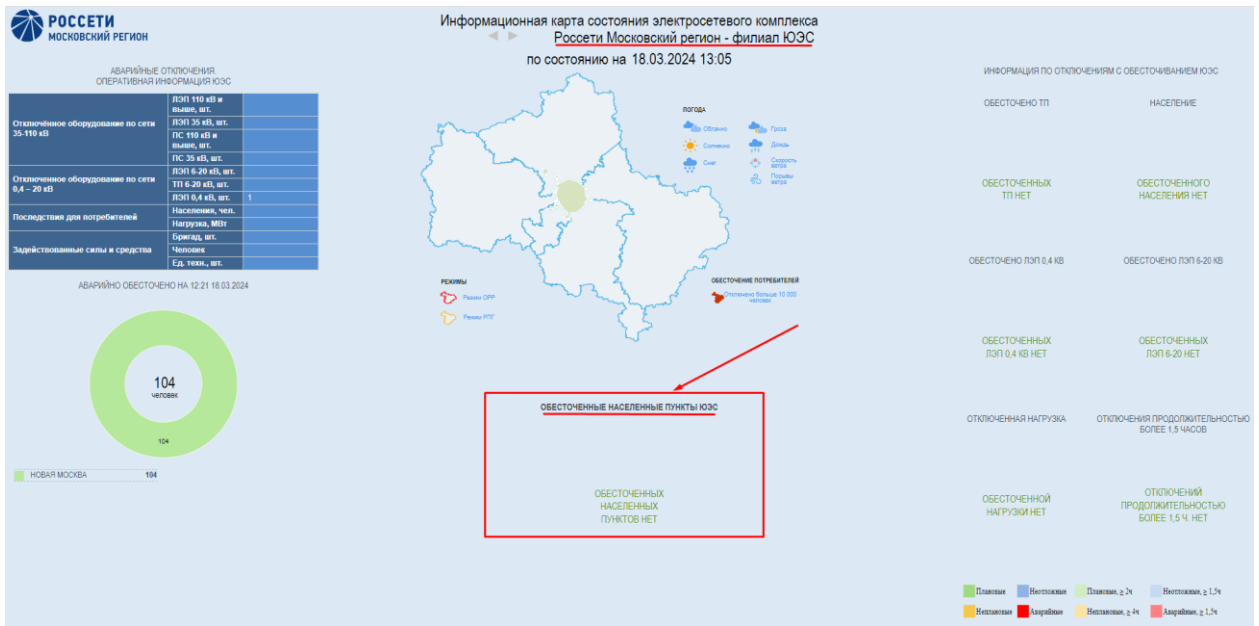 РОССЕТИ
МОСКОВСКИЙ РЕГИОН
Информационная карта состояния электросетевого комплекса
Россети Московский регион - филиал ЮЭС
по состоянию на 18.03.2024 13:05
АВАРИЙНЫЕ ОТКЛЮЧЕНИЯ.
ОПЕРАТИВНАЯ ИНФОРМАЦИЯ ЮЭС
Отключённое оборудование по сети
35-110 кВ
ЛЭП 110 кВ и
выше, шт.
ЛЭП 35 кВ, шт.
ПС 110 кВ и
выше, шт.
ПС 35 кВ, шт.
Отключенное оборудование по сети
0,4 – 20 кВ
ЛЭП 6-20 кВ, шт.
ТП 6-20 кВ, шт.
ЛЭП 0,4 кВ, шт. 1
Последствия для потребителей
Населения, чел.
Нагрузка, МВт
Задействованные силы и средства
Бригад, шт.
Человек
Ед. техн., шт.
АВАРИЙНО ОБЕСТОЧЕНО НА 12:21 18.03.2024
104
человек
104
НОВАЯ МОСКВА 104
ПОГОДА
Облачно
Гроза
Солнечно
Дождь
Снег
Скорость
ветра
Порывы
ветра
РЕЖИМЫ
Режим ОРР
Режим РПГ
ОБЕСТОЧЕНИЕ ПОТРЕБИТЕЛЕЙ
Отключено больше 10 000
человек
ОБЕСТОЧЕННЫЕ НАСЕЛЕННЫЕ ПУНКТЫ ЮЭС
ОБЕСТОЧЕННЫХ
НАСЕЛЕННЫХ
ПУНКТОВ НЕТ
ИНФОРМАЦИЯ ПО ОТКЛЮЧЕНИЯМ С ОБЕСТОЧИВАНИЕМ ЮЭС
ОБЕСТОЧЕНО ТП
НАСЕЛЕНИЕ
ОБЕСТОЧЕННЫХ
ТП НЕТ
ОБЕСТОЧЕННОГО
НАСЕЛЕНИЯ НЕТ
ОБЕСТОЧЕНО ЛЭП 0,4 КВ
ОБЕСТОЧЕНО ЛЭП 6-20 КВ
ОБЕСТОЧЕННЫХ
ЛЭП 0,4 КВ НЕТ
ОБЕСТОЧЕННЫХ
ЛЭП 6-20 НЕТ
ОТКЛЮЧЕННАЯ НАГРУЗКА
ОТКЛЮЧЕНИЯ ПРОДОЛЖИТЕЛЬНОСТЬЮ
БОЛЕЕ 1,5 ЧАСОВ
ОБЕСТОЧЕННОЙ
НАГРУЗКИ НЕТ
ОТКЛЮЧЕНИЙ
ПРОДОЛЖИТЕЛЬНОСТЬЮ
БОЛЕЕ 1,5 Ч. НЕТ
Плановые
Неотложные
Плановые, ≥ 2ч
Неотложные, ≥ 1,5ч
Неплановые
Аварийные
Неплановые, ≥ 4ч
Аварийные, ≥ 1,5ч